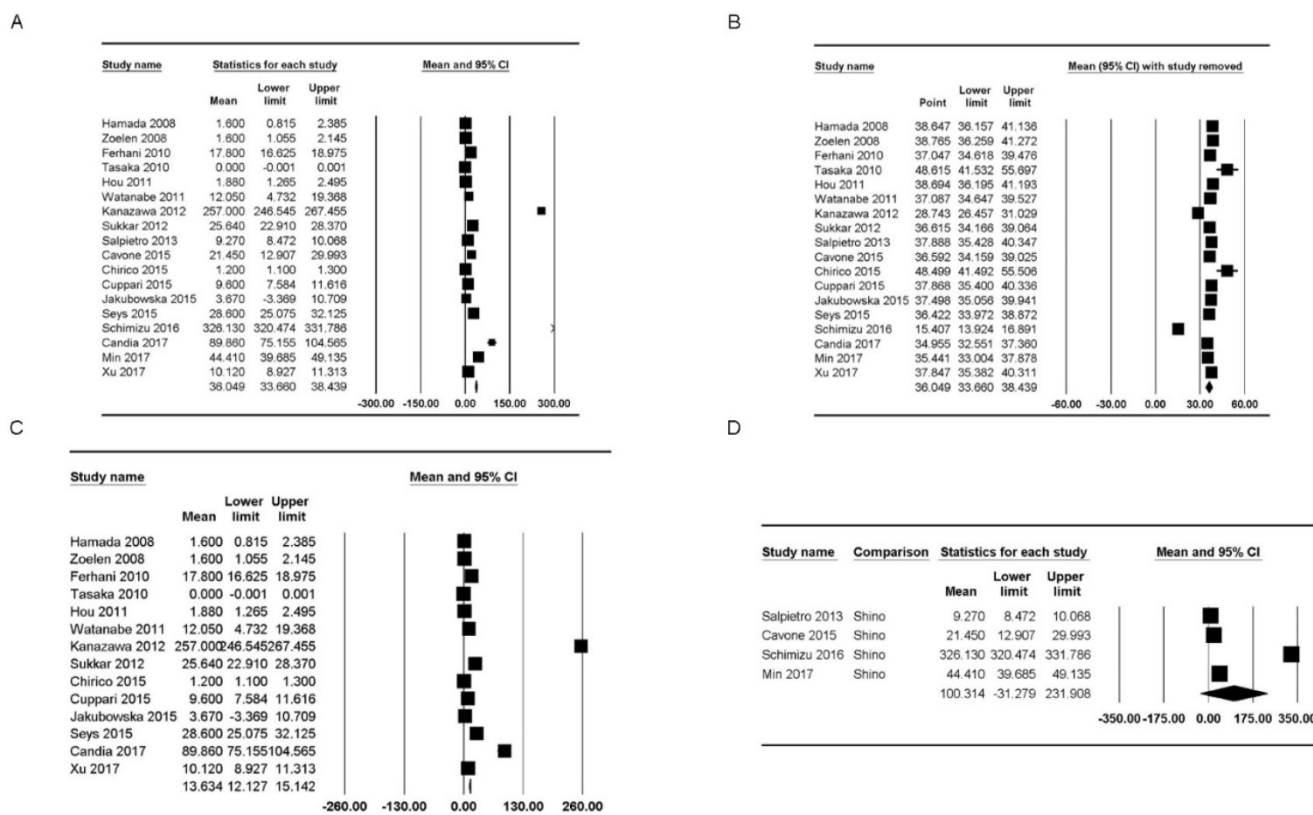 A
Study name Statistics for each study Mean and 95% CI
Lower Upper
Mean limit limit
Hamada 2008 1.600 0.815 2.385
Zoelen 2008 1.600 1.055 2.145
Ferhani 2010 17.800 16.625 18.975
Tasaka 2010 0.000 -0.001 0.001
Hou 2011 1.880 1.265 2.495
Watanabe 2011 12.050 4.732 19.368
Kanazawa 2012 257.000 246.545 267.455
Sukkar 2012 25.640 22.910 28.370
Salpietro 2013 9.270 8.472 10.068
Cavone 2015 21.450 12.907 29.993
Chirico 2015 1.200 1.100 1.300
Cuppari 2015 9.600 7.584 11.616
Jakubowska 2015 3.670 -3.369 10.709
Seys 2015 28.600 25.075 32.125
Schimizu 2016 326.130 320.474 331.786
Candia 2017 89.860 75.155 104.565
Min 2017 44.410 39.685 49.135
Xu 2017 10.120 8.927 11.313
36.049 33.660 38.439
-300.00 -150.00 0.00 150.00 300.00
B
Study name Mean (95% CI) with study removed
Lower Upper
Point limit limit
Hamada 2008 38.647 36.157 41.136
Zoelen 2008 38.765 36.259 41.272
Ferhani 2010 37.047 34.618 39.476
Tasaka 2010 48.615 41.532 55.697
Hou 2011 38.694 36.195 41.193
Watanabe 2011 37.087 34.647 39.527
Kanazawa 2012 28.743 26.457 31.029
Sukkar 2012 36.615 34.166 39.064
Salpietro 2013 37.888 35.428 40.347
Cavone 2015 36.592 34.159 39.025
Chirico 2015 48.499 41.492 55.506
Cuppari 2015 37.868 35.400 40.336
Jakubowska 2015 37.498 35.056 39.941
Seys 2015 36.422 33.972 38.872
Schimizu 2016 15.407 13.924 16.891
Candia 2017 34.955 32.551 37.360
Min 2017 35.441 33.004 37.878
Xu 2017 37.847 35.382 40.311
36.049 33.660 38.439
-60.00 -30.00 0.00 30.00 60.00
C
Study name Mean and 95% CI
Lower Upper
Mean limit limit
Hamada 2008 1.600 0.815 2.385
Zoelen 2008 1.600 1.055 2.145
Ferhani 2010 17.800 16.625 18.975
Tasaka 2010 0.000 -0.001 0.001
Hou 2011 1.880 1.265 2.495
Watanabe 2011 12.050 4.732 19.368
Kanazawa 2012 257.000 246.545 267.455
Sukkar 2012 25.640 22.910 28.370
Chirico 2015 1.200 1.100 1.300
Cuppari 2015 9.600 7.584 11.616
Jakubowska 2015 3.670 -3.369 10.709
Seys 2015 28.600 25.075 32.125
Candia 2017 89.860 75.155 104.565
Xu 2017 10.120 8.927 11.313
13.634 12.127 15.142
-260.00 -130.00 0.00 130.00 260.00
D
Study name Comparison Statistics for each study Mean and 95% CI
Lower Upper
Mean limit limit
Salpietro 2013 Shino 9.270 8.472 10.068
Cavone 2015 Shino 21.450 12.907 29.993
Schimizu 2016 Shino 326.130 320.474 331.786
Min 2017 Shino 44.410 39.685 49.135
100.314 -31.279 231.908
-350.00 -175.00 0.00 175.00 350.00